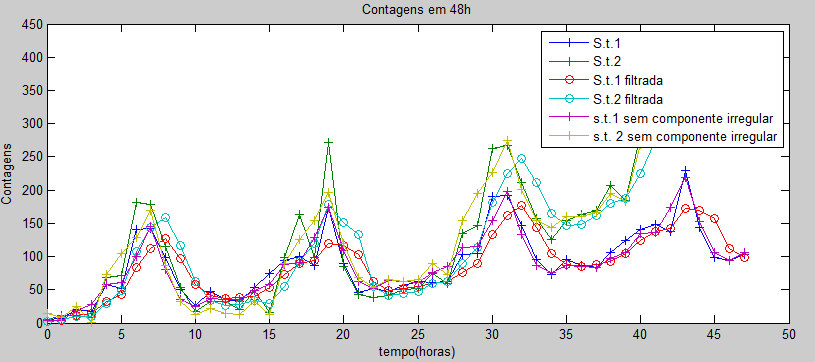 Contagens em 48h
450
400
350
300
250
200
150
100
50
0
Contagens
S.t.1
S.t.2
S.t.1 filtrada
S.t.2 filtrada
s.t.1 sem componente irregular
s.t. 2 sem componente irregular
0 5 10 15 20 25 30 35 40 45 50
tempo(horas)